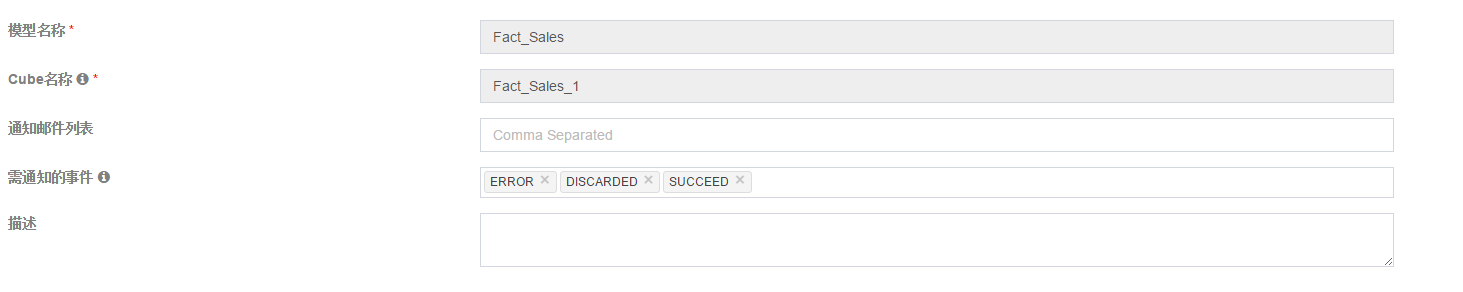 模型名称 *
Fact_Sales
Cube名称 *
Fact_Sales_1
通知邮件列表
Comma Separated
需通知的事件
ERROR × DISCARDED × SUCCEED ×
描述